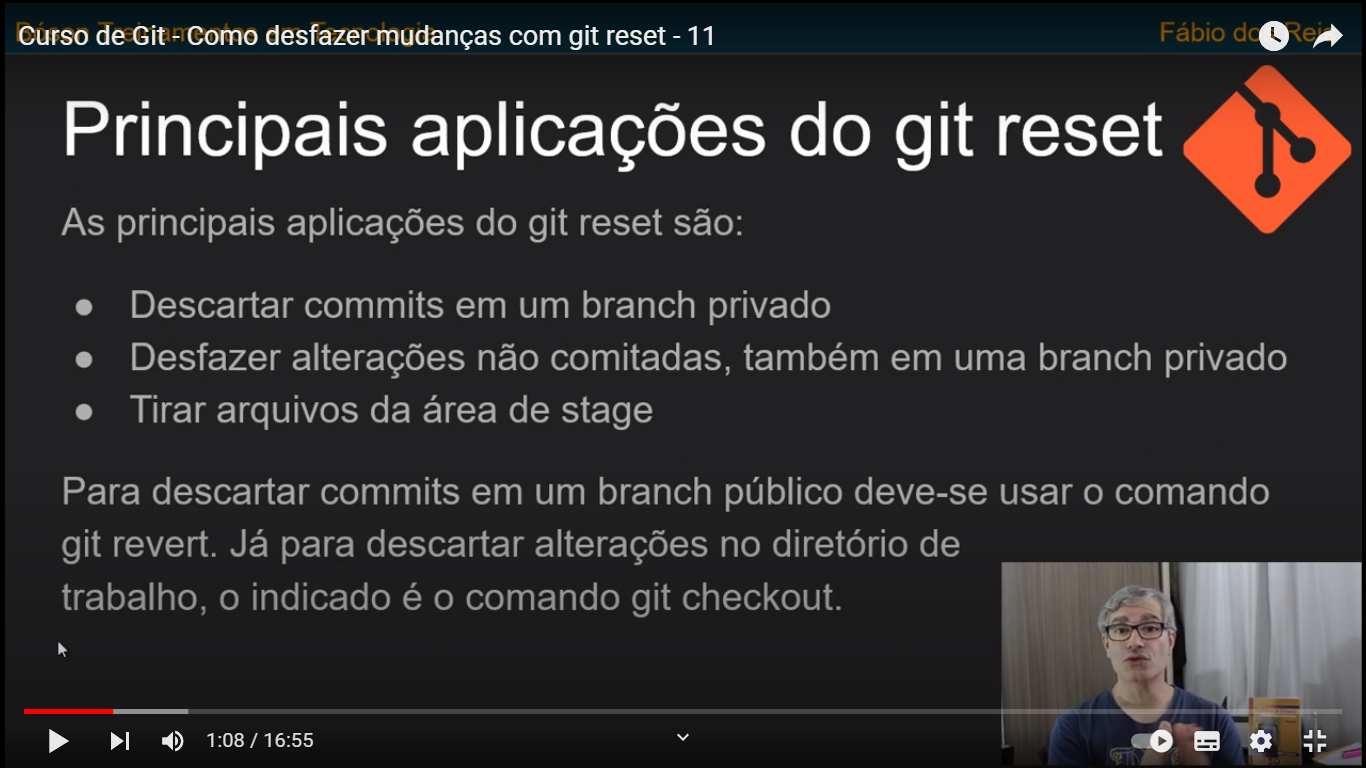 Curso de Git - Como desfazer mudanças com git reset - 11
Fábio do
Principais aplicações do git reset
As principais aplicações do git reset são:
● Descartar commits em um branch privado
● Desfazer alterações não comitadas, também em uma branch privado
● Tirar arquivos da área de stage
Para descartar commits em um branch público deve-se usar o comando
git revert. Já para descartar alterações no diretório de
trabalho, o indicado é o comando git checkout.
1:08 / 16:55